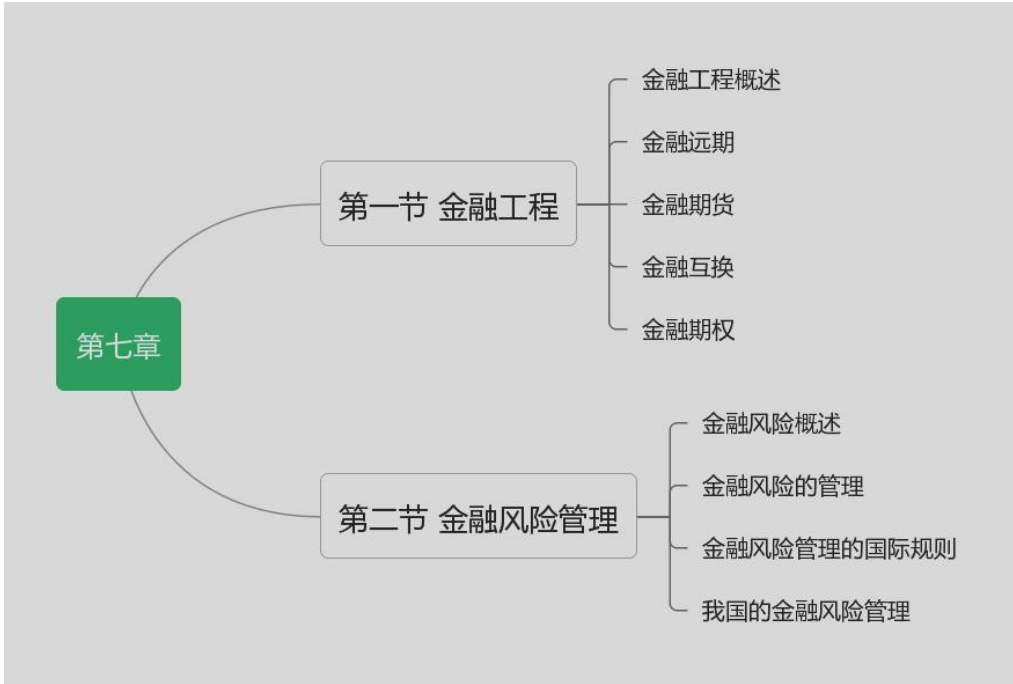 第七章
第一节 金融工程
金融工程概述
金融远期
金融期货
金融互换
金融期权
第二节 金融风险管理
金融风险概述
金融风险的管理
金融风险管理的国际规则
我国的金融风险管理